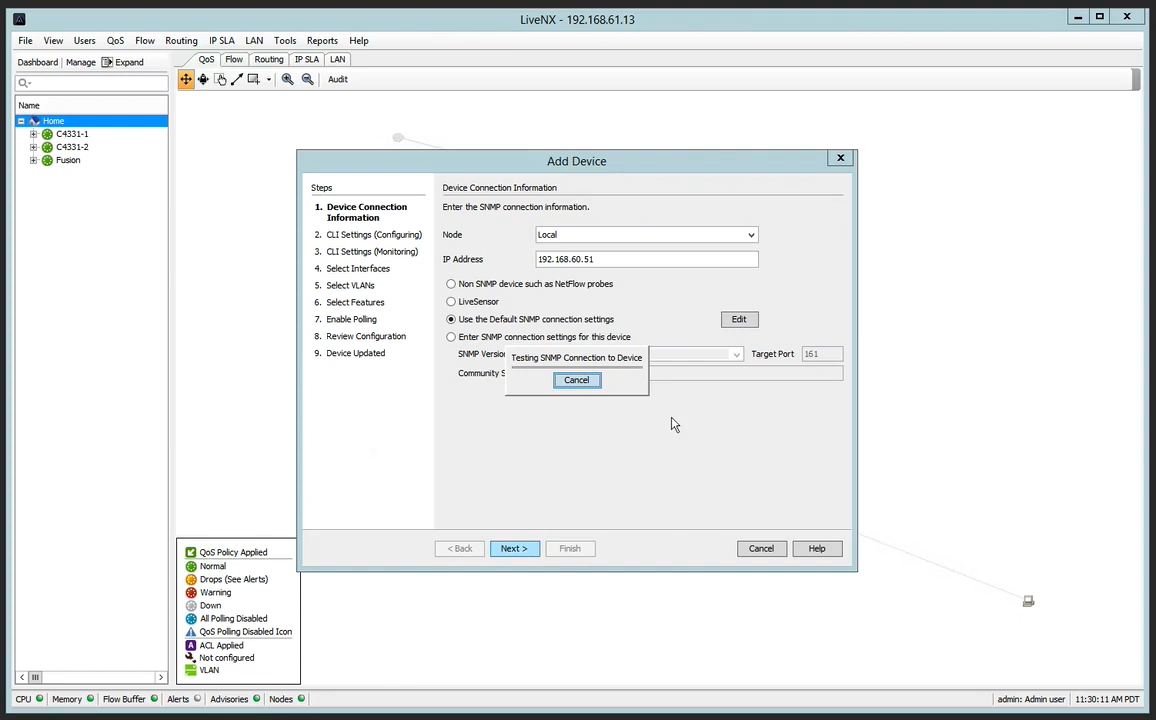 LiveNX - 192.168.61.13
File View Users QoS Flow Routing IP SLA LAN Tools Reports Help
Dashboard Manage Expand
QoS Flow Routing IP SLA LAN
Audit
Name
Home
C4331-1
C4331-2
Fusion
Add Device
Steps
1. Device Connection
Information
2. CLI Settings (Configuring)
3. CLI Settings (Monitoring)
4. Select Interfaces
5. Select VLANs
6. Select Features
7. Enable Polling
8. Review Configuration
9. Device Updated
Device Connection Information
Enter the SNMP connection information.
Node Local
IP Address 192.168.60.51
Non SNMP device such as NetFlow probes
LiveSensor
Use the Default SNMP connection settings Edit
Enter SNMP connection settings for this device
SNMP Version Target Port 161
Community S
Testing SNMP Connection to Device
Cancel
< Back Next > Finish Cancel Help
QoS Policy Applied
Normal
Drops (See Alerts)
Warning
Down
All Polling Disabled
QoS Polling Disabled Icon
ACL Applied
Not configured
VLAN
CPU Memory Flow Buffer Alerts Advisories Nodes admin: Admin user 11:30:11 AM PDT